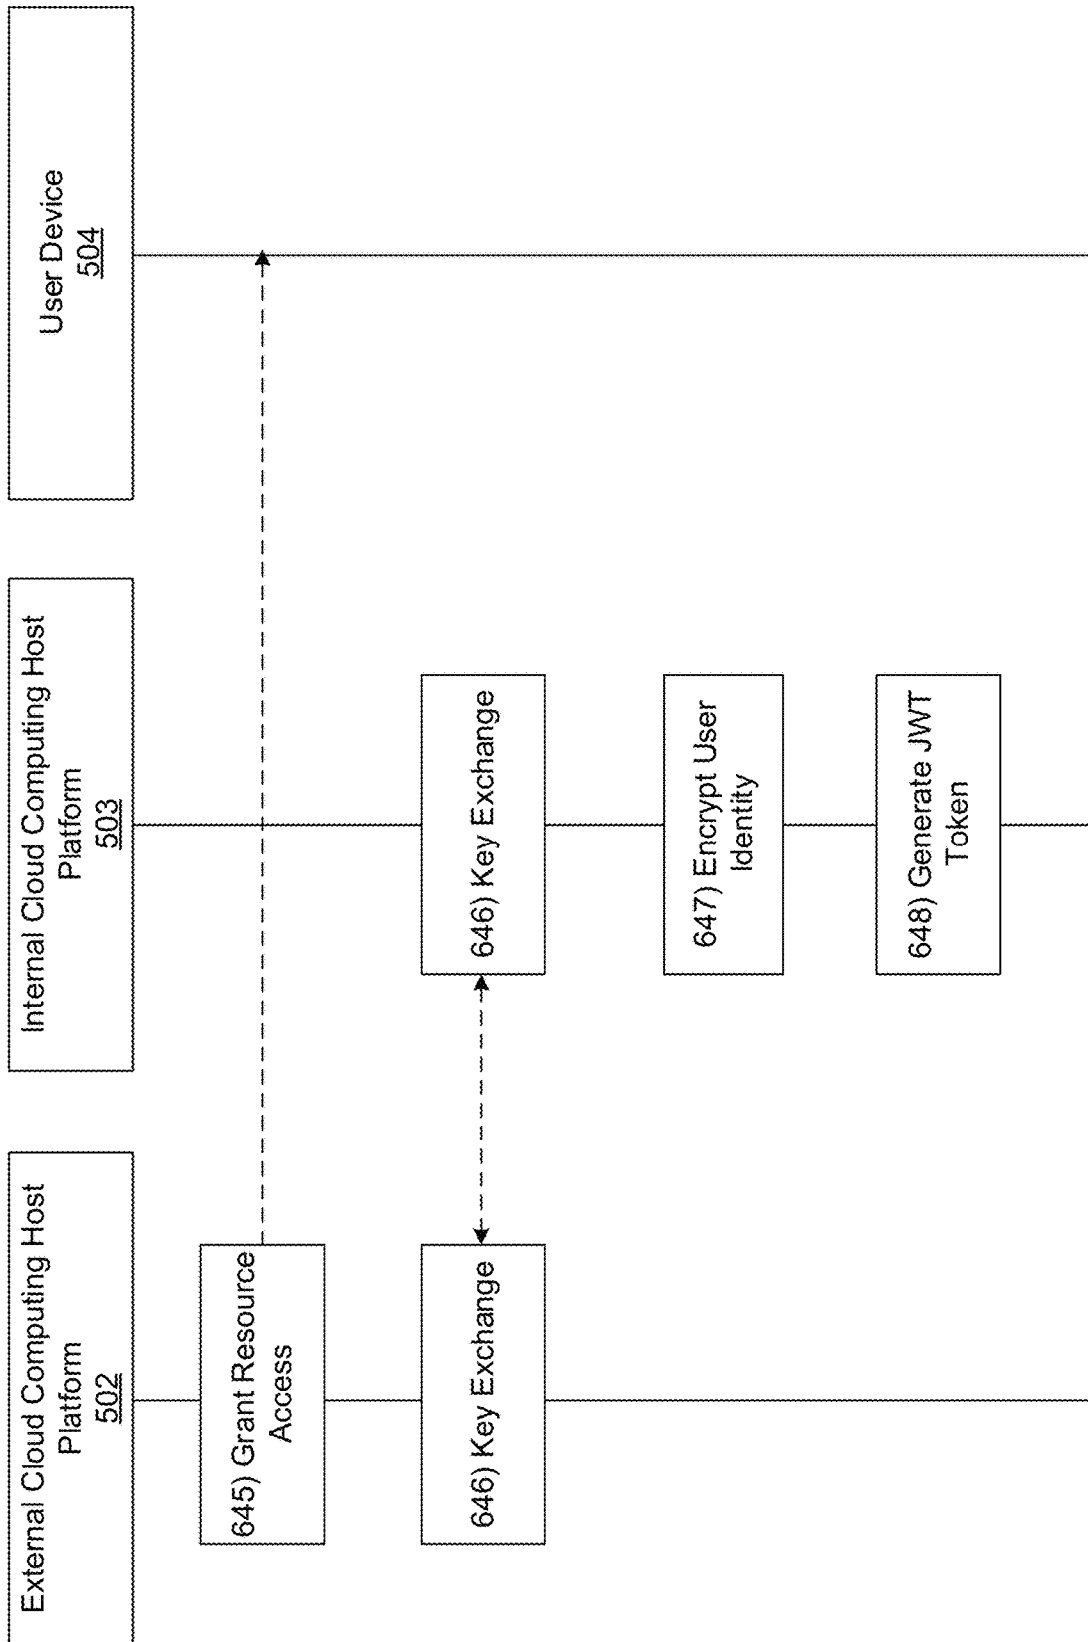 External Cloud Computing Host
Platform
502
Internal Cloud Computing Host
Platform
503
User Device
504
645) Grant Resource
Access
646) Key Exchange
646) Key Exchange
647) Encrypt User
Identity
648) Generate JWT
Token